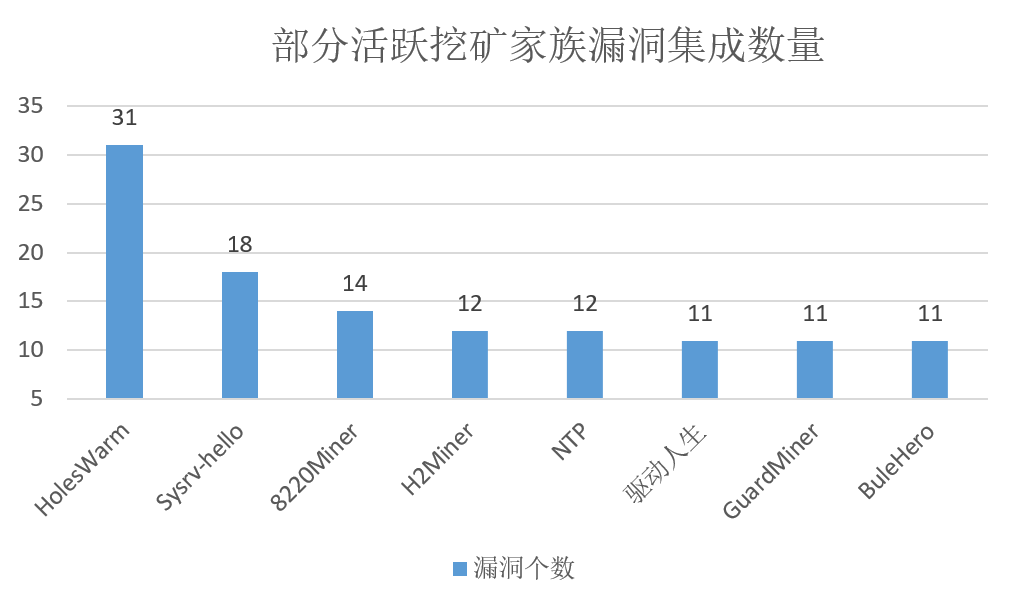 部分活跃挖矿家族漏洞集成数量
35
30
25
20
15
10
5
31
18
14
12
12
11
11
11
HolesWarm
Sysrv-hello
8220Miner
H2Miner
NTP
驱动人生
GuardMiner
BuleHero
漏洞个数